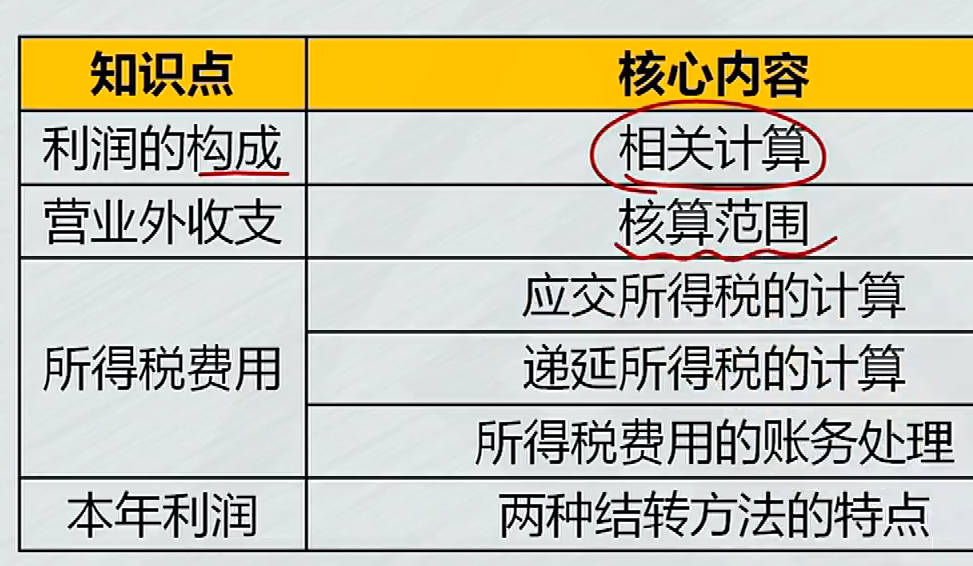 知识点 核心内容
利润的构成 相关计算
营业外收支 核算范围
应交所得税的计算
所得税费用 递延所得税的计算
所得税费用的账务处理
本年利润 两种结转方法的特点